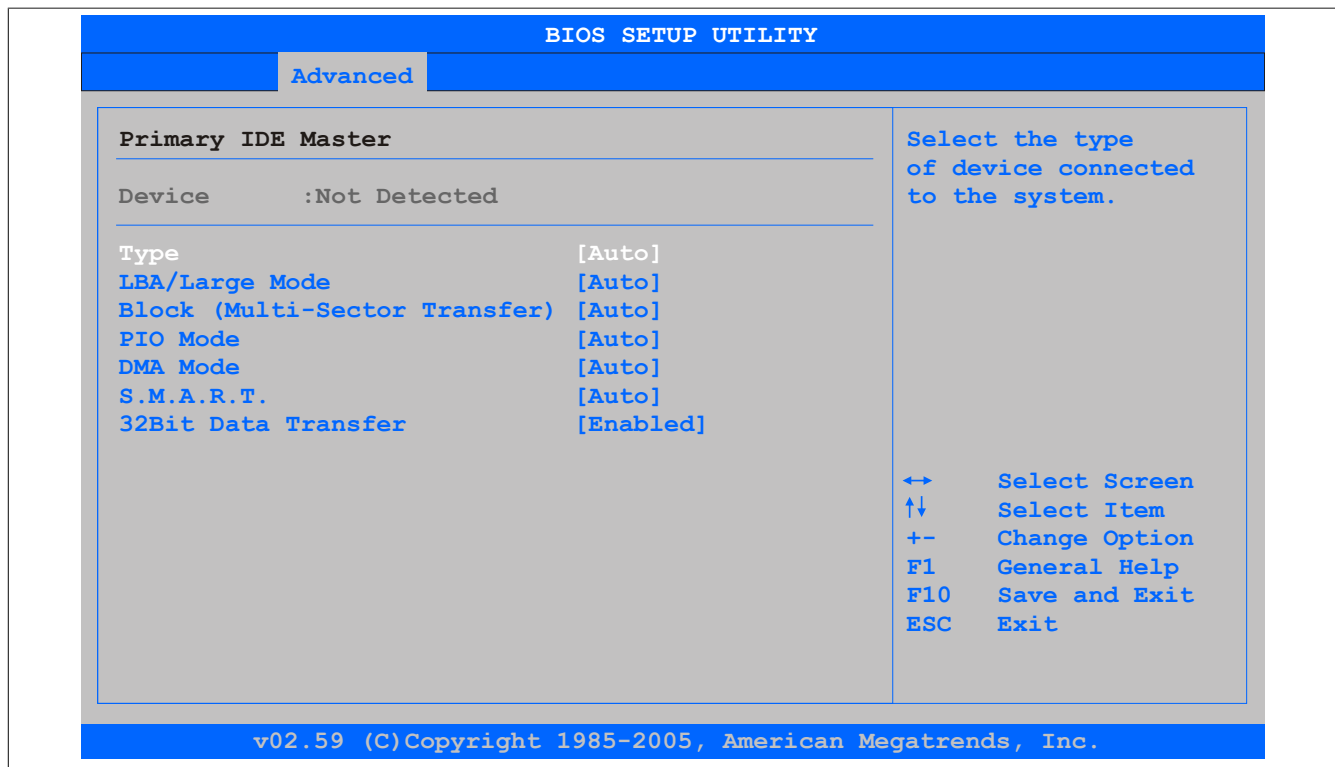 BIOS SETUP UTILITY
Advanced
Primary IDE Master
Device :Not Detected
Type [Auto]
LBA/Large Mode [Auto]
Block (Multi-Sector Transfer) [Auto]
PIO Mode [Auto]
DMA Mode [Auto]
S.M.A.R.T. [Auto]
32Bit Data Transfer [Enabled]
Select the type
of device connected
to the system.
↔ Select Screen
↑↓ Select Item
+- Change Option
F1 General Help
F10 Save and Exit
ESC Exit
v02.59 (C)Copyright 1985-2005, American Megatrends, Inc.